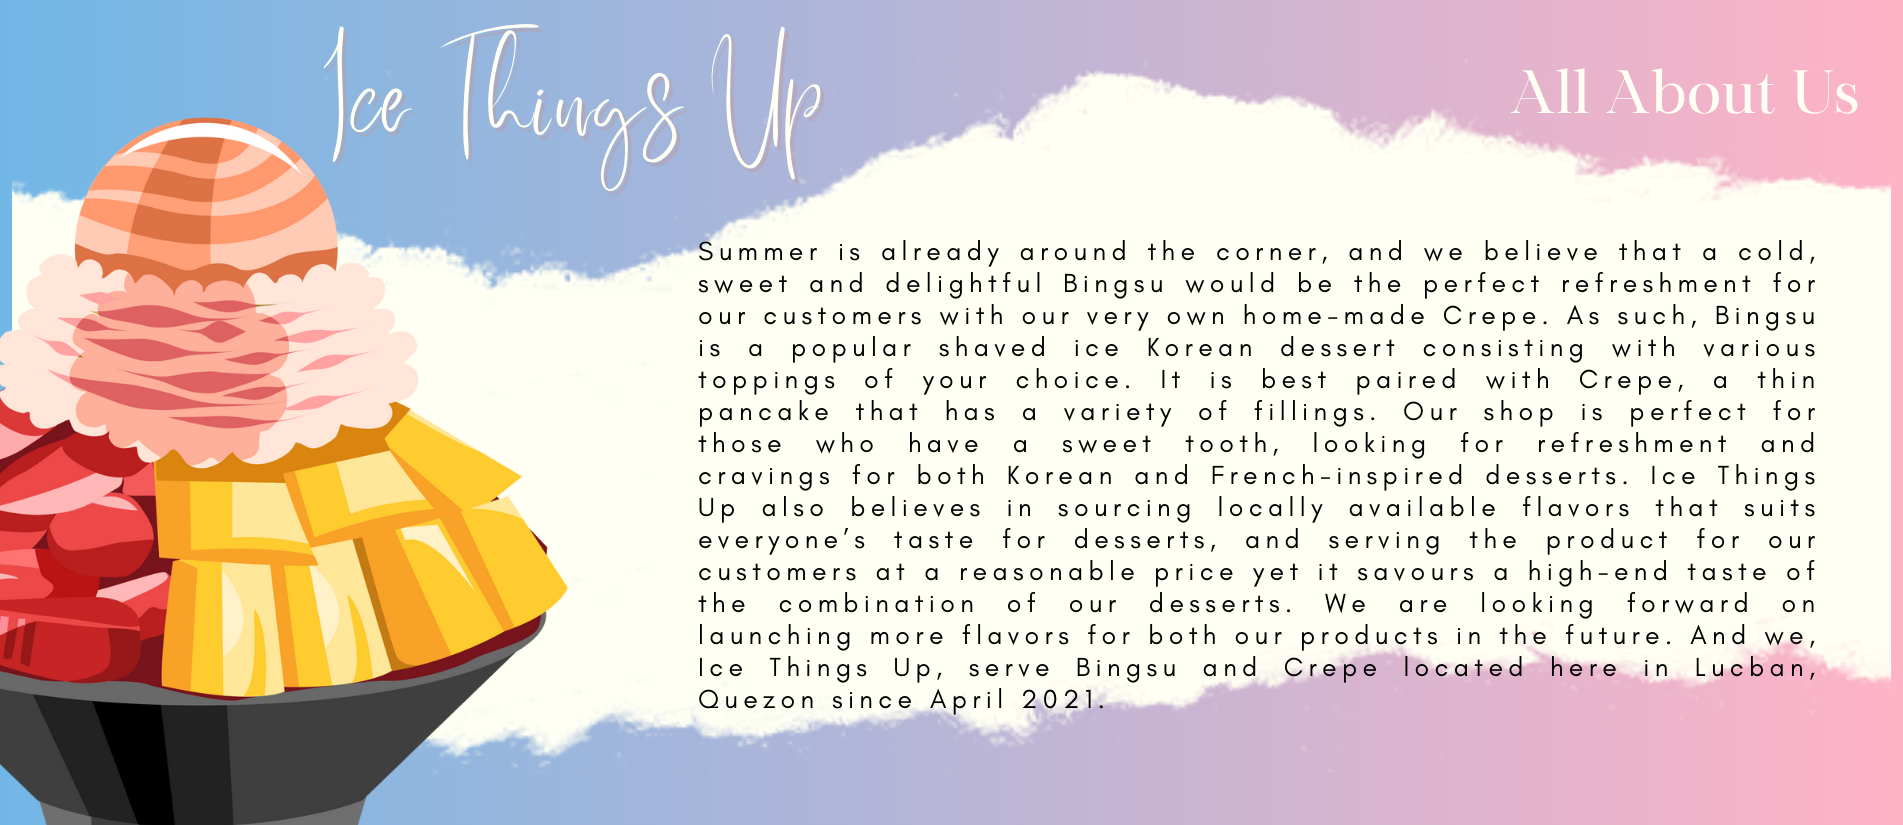 Ice Things Up
All About Us
Summer is already around the corner, and we believe that a cold,
sweet and delightful Bingsu would be the perfect refreshment for
our customers with our very own home-made Crepe. As such, Bingsu
is a popular shaved ice Korean dessert consisting with various
toppings of your choice. It is best paired with Crepe, a thin
pancake that has a variety of fillings. Our shop is perfect for
those who have a sweet tooth, looking for refreshment and
cravings for both Korean and French-inspired desserts. Ice Things
Up also believes in sourcing locally available flavors that suits
everyone’s taste for desserts, and serving the product for our
customers at a reasonable price yet it savours a high-end taste of
the combination of our desserts. We are looking forward on
launching more flavors for both our products in the future. And we,
Ice Things Up, serve Bingsu and Crepe located here in Lucban,
Quezon since April 2021.